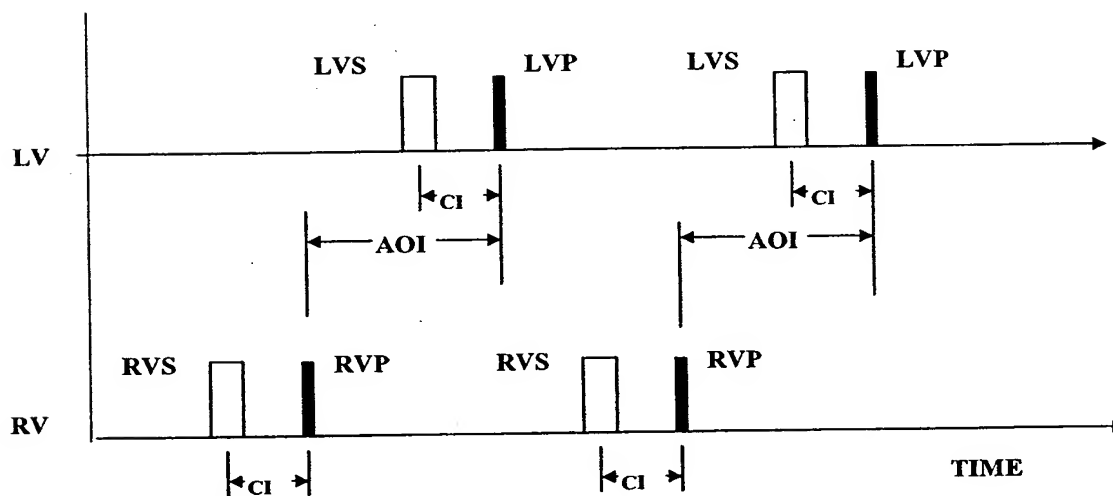 LVS LVP LVS LVP
LV
CI CI
AOI AOI
RVS RVP RVS RVP
RV
TIME
CI CI